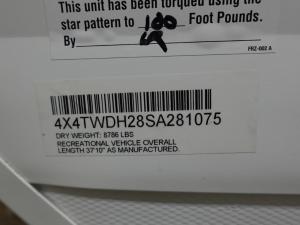 This unit has been torqued using the
star pattern to 100 Foot Pounds.
By
FRZ-002 A
4X4TWDH28SA281075
DRY WEIGHT: 8786 LBS
RECREATIONAL VEHICLE OVERALL
LENGTH 37'10" AS MANUFACTURED.